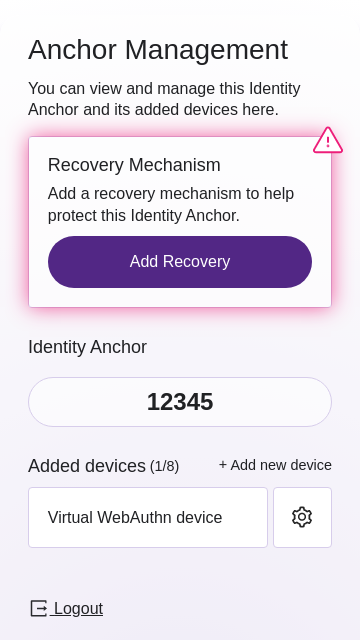 Anchor Management
You can view and manage this Identity
Anchor and its added devices here.
Recovery Mechanism
Add a recovery mechanism to help
protect this Identity Anchor.
Add Recovery
Identity Anchor
12345
Added devices (1/8) + Add new device
Virtual WebAuthn device
Logout